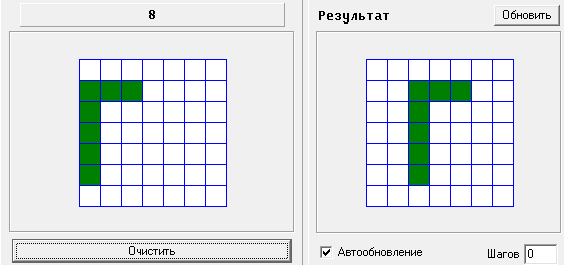 8
Результат
Обновить
Очистить
Автообновление
Шагов 0